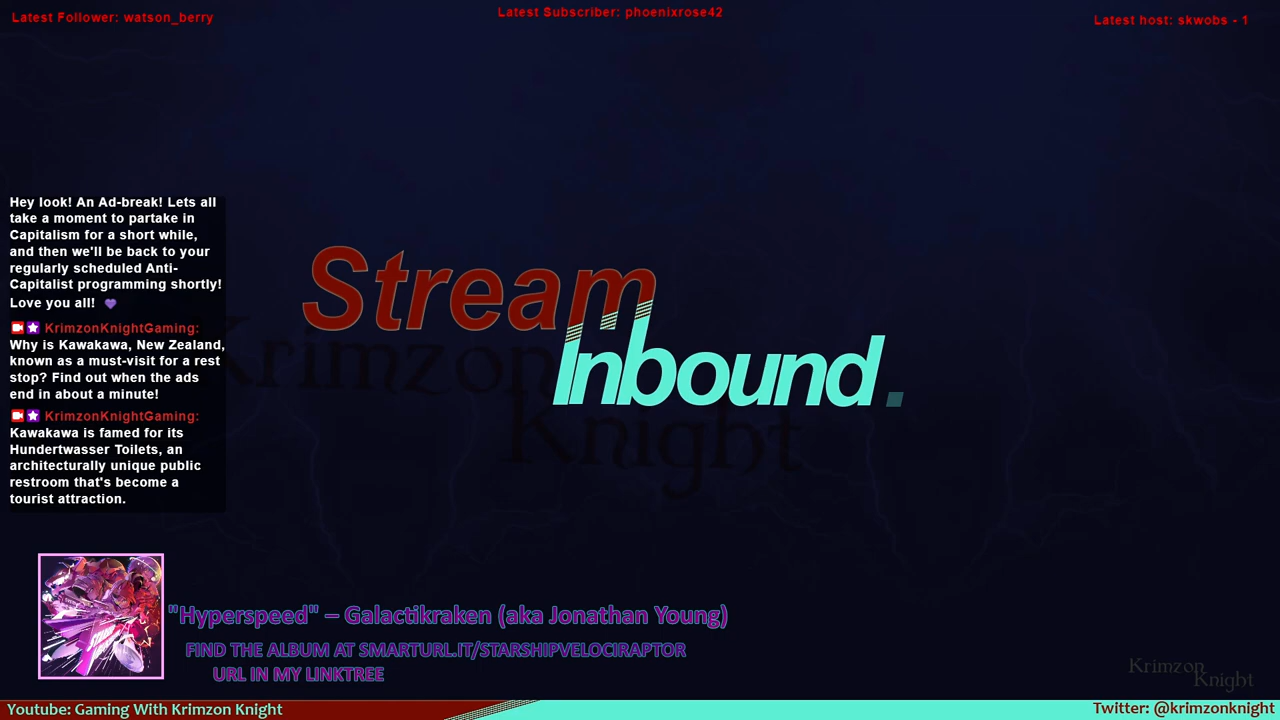 Latest Follower: watson_berry
Latest Subscriber: phoenixrose42
Latest host: skwobs - 1
Hey look! An Ad-break! Lets all
take a moment to partake in
Capitalism for a short while,
and then we'll be back to your
regularly scheduled Anti-
Capitalist programming shortly!
Love you all! 💜
KrimzonKnightGaming:
Why is Kawakawa, New Zealand,
known as a must-visit for a rest
stop? Find out when the ads
end in about a minute!
KrimzonKnightGaming:
Kawakawa is famed for its
Hundertwasser Toilets, an
architecturally unique public
restroom that's become a
tourist attraction.
Stream
Inbound.
Krimzon
Knight
"Hyperspeed" – Galactikraken (aka Jonathan Young)
FIND THE ALBUM AT SMARTURL.IT/STARSHIPVELOCIRAPTOR
URL IN MY LINKTREE
Krimzon
Knight
Youtube: Gaming With Krimzon Knight
Twitter: @krimzonknight